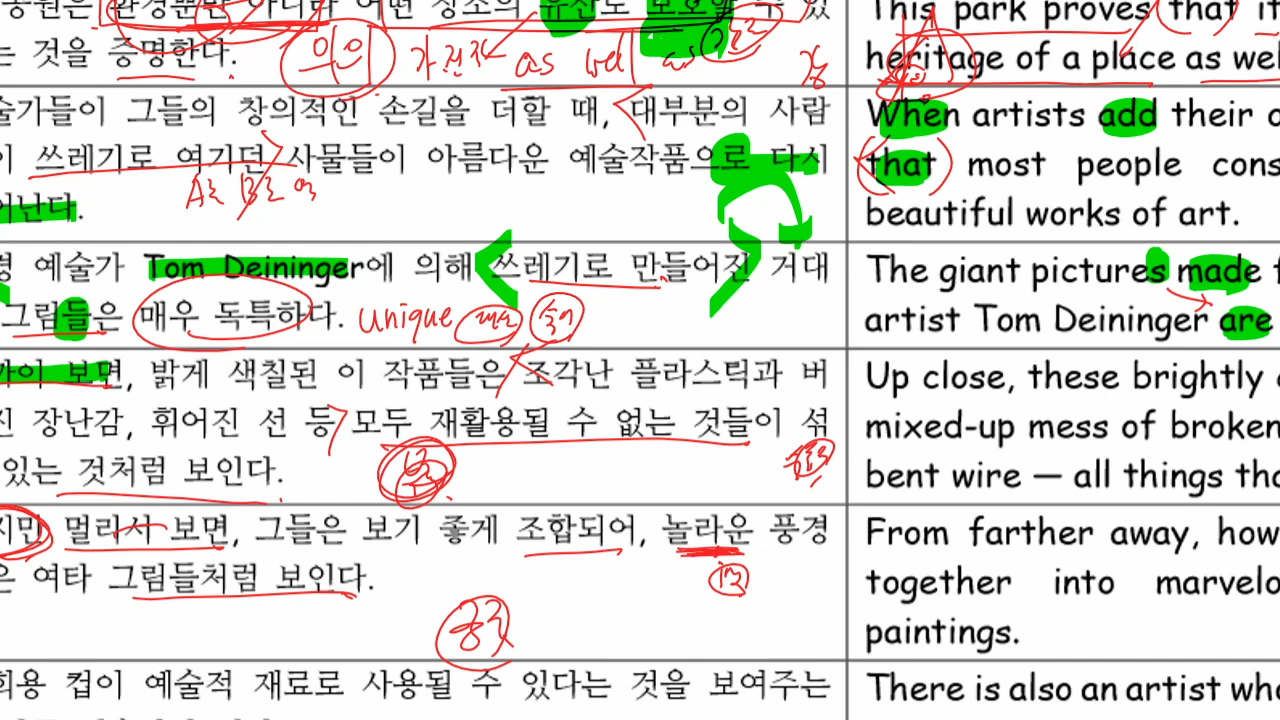 환경뿐만 아니라 어떤 장소의 유산도 보호할 수 있
는 것을 증명한다.
as well as
This park proves that it
heritage of a place as wel
술가들이 그들의 창의적인 손길을 더할 때, 대부분의 사람
이 쓰레기로 여기던 사물들이 아름다운 예술작품으로 다시
어난다.
When artists add their
that most people cons
beautiful works of art.
명 예술가 Tom Deininger에 의해 쓰레기로 만들어진 거대
그림들은 매우 독특하다.
unique
The giant pictures made
artist Tom Deininger are
까이 보면, 밝게 색칠된 이 작품들은 조각난 플라스틱과 버
진 장난감, 휘어진 선 등 모두 재활용될 수 없는 것들이 섞
있는 것처럼 보인다.
Up close, these brightly
mixed-up mess of broken
bent wire — all things tha
지만 멀리서 보면, 그들은 보기 좋게 조합되어, 놀라운 풍경
은 여타 그림들처럼 보인다.
ing
From farther away, how
together into marvelo
paintings.
회용 컵이 예술적 재료로 사용될 수 있다는 것을 보여주는
There is also an artist who